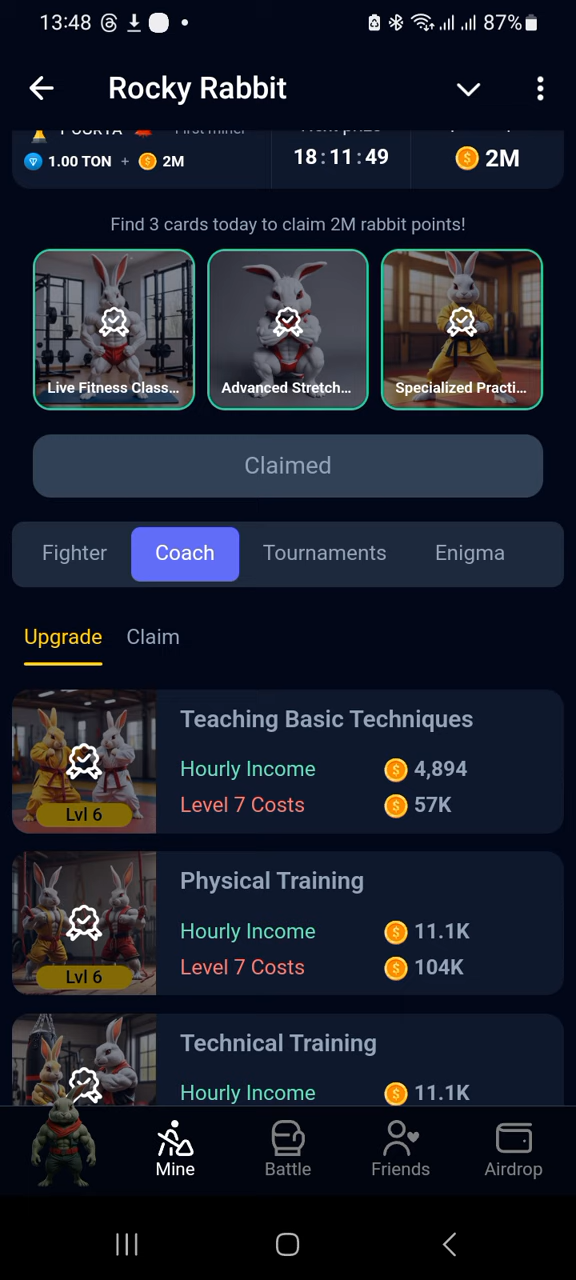 13:48
87%
Rocky Rabbit
1.00 TON + 2M
18:11:49
2M
Find 3 cards today to claim 2M rabbit points!
Live Fitness Class...
Advanced Stretch...
Specialized Practi...
Claimed
Fighter Coach Tournaments Enigma
Upgrade Claim
Teaching Basic Techniques
Hourly Income 4,894
Level 7 Costs 57K
Lvl 6
Physical Training
Hourly Income 11.1K
Level 7 Costs 104K
Lvl 6
Technical Training
Hourly Income 11.1K
Mine Battle Friends Airdrop